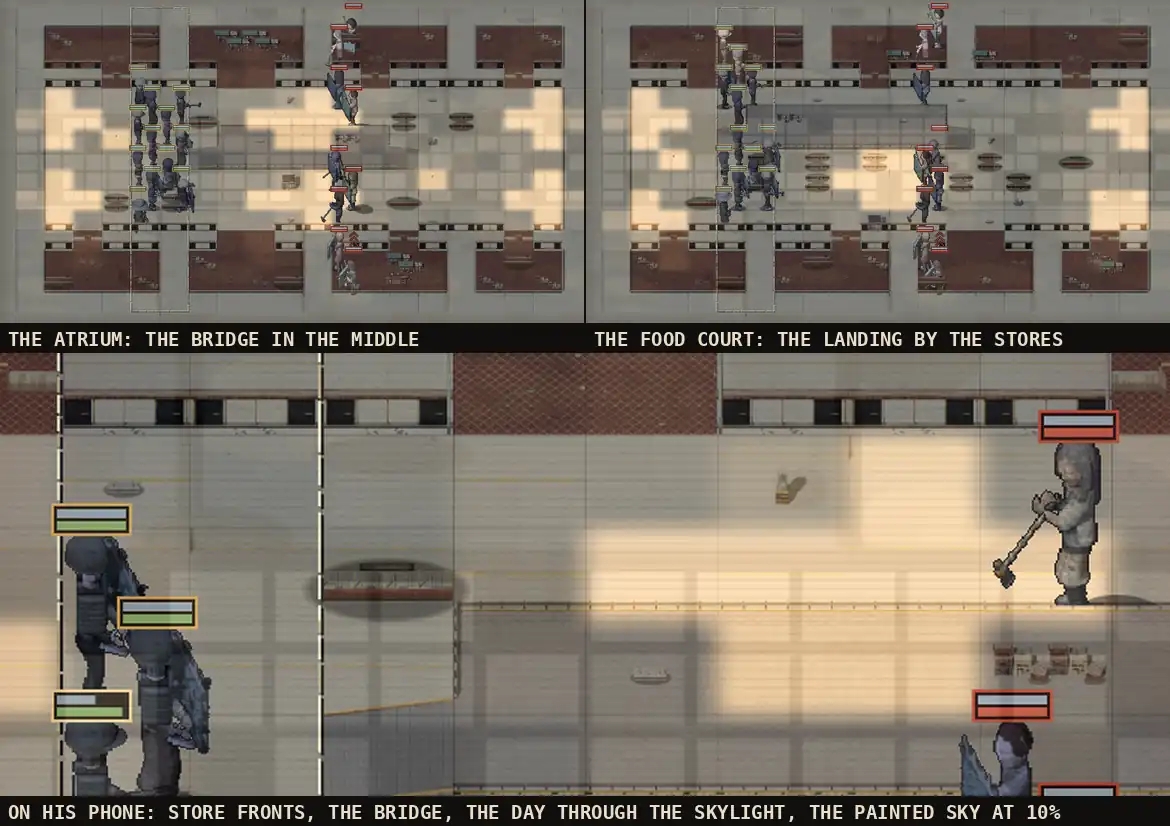 THE ATRIUM: THE BRIDGE IN THE MIDDLE
THE FOOD COURT: THE LANDING BY THE STORES
ON HIS PHONE: STORE FRONTS, THE BRIDGE, THE DAY THROUGH THE SKYLIGHT, THE PAINTED SKY AT 10%